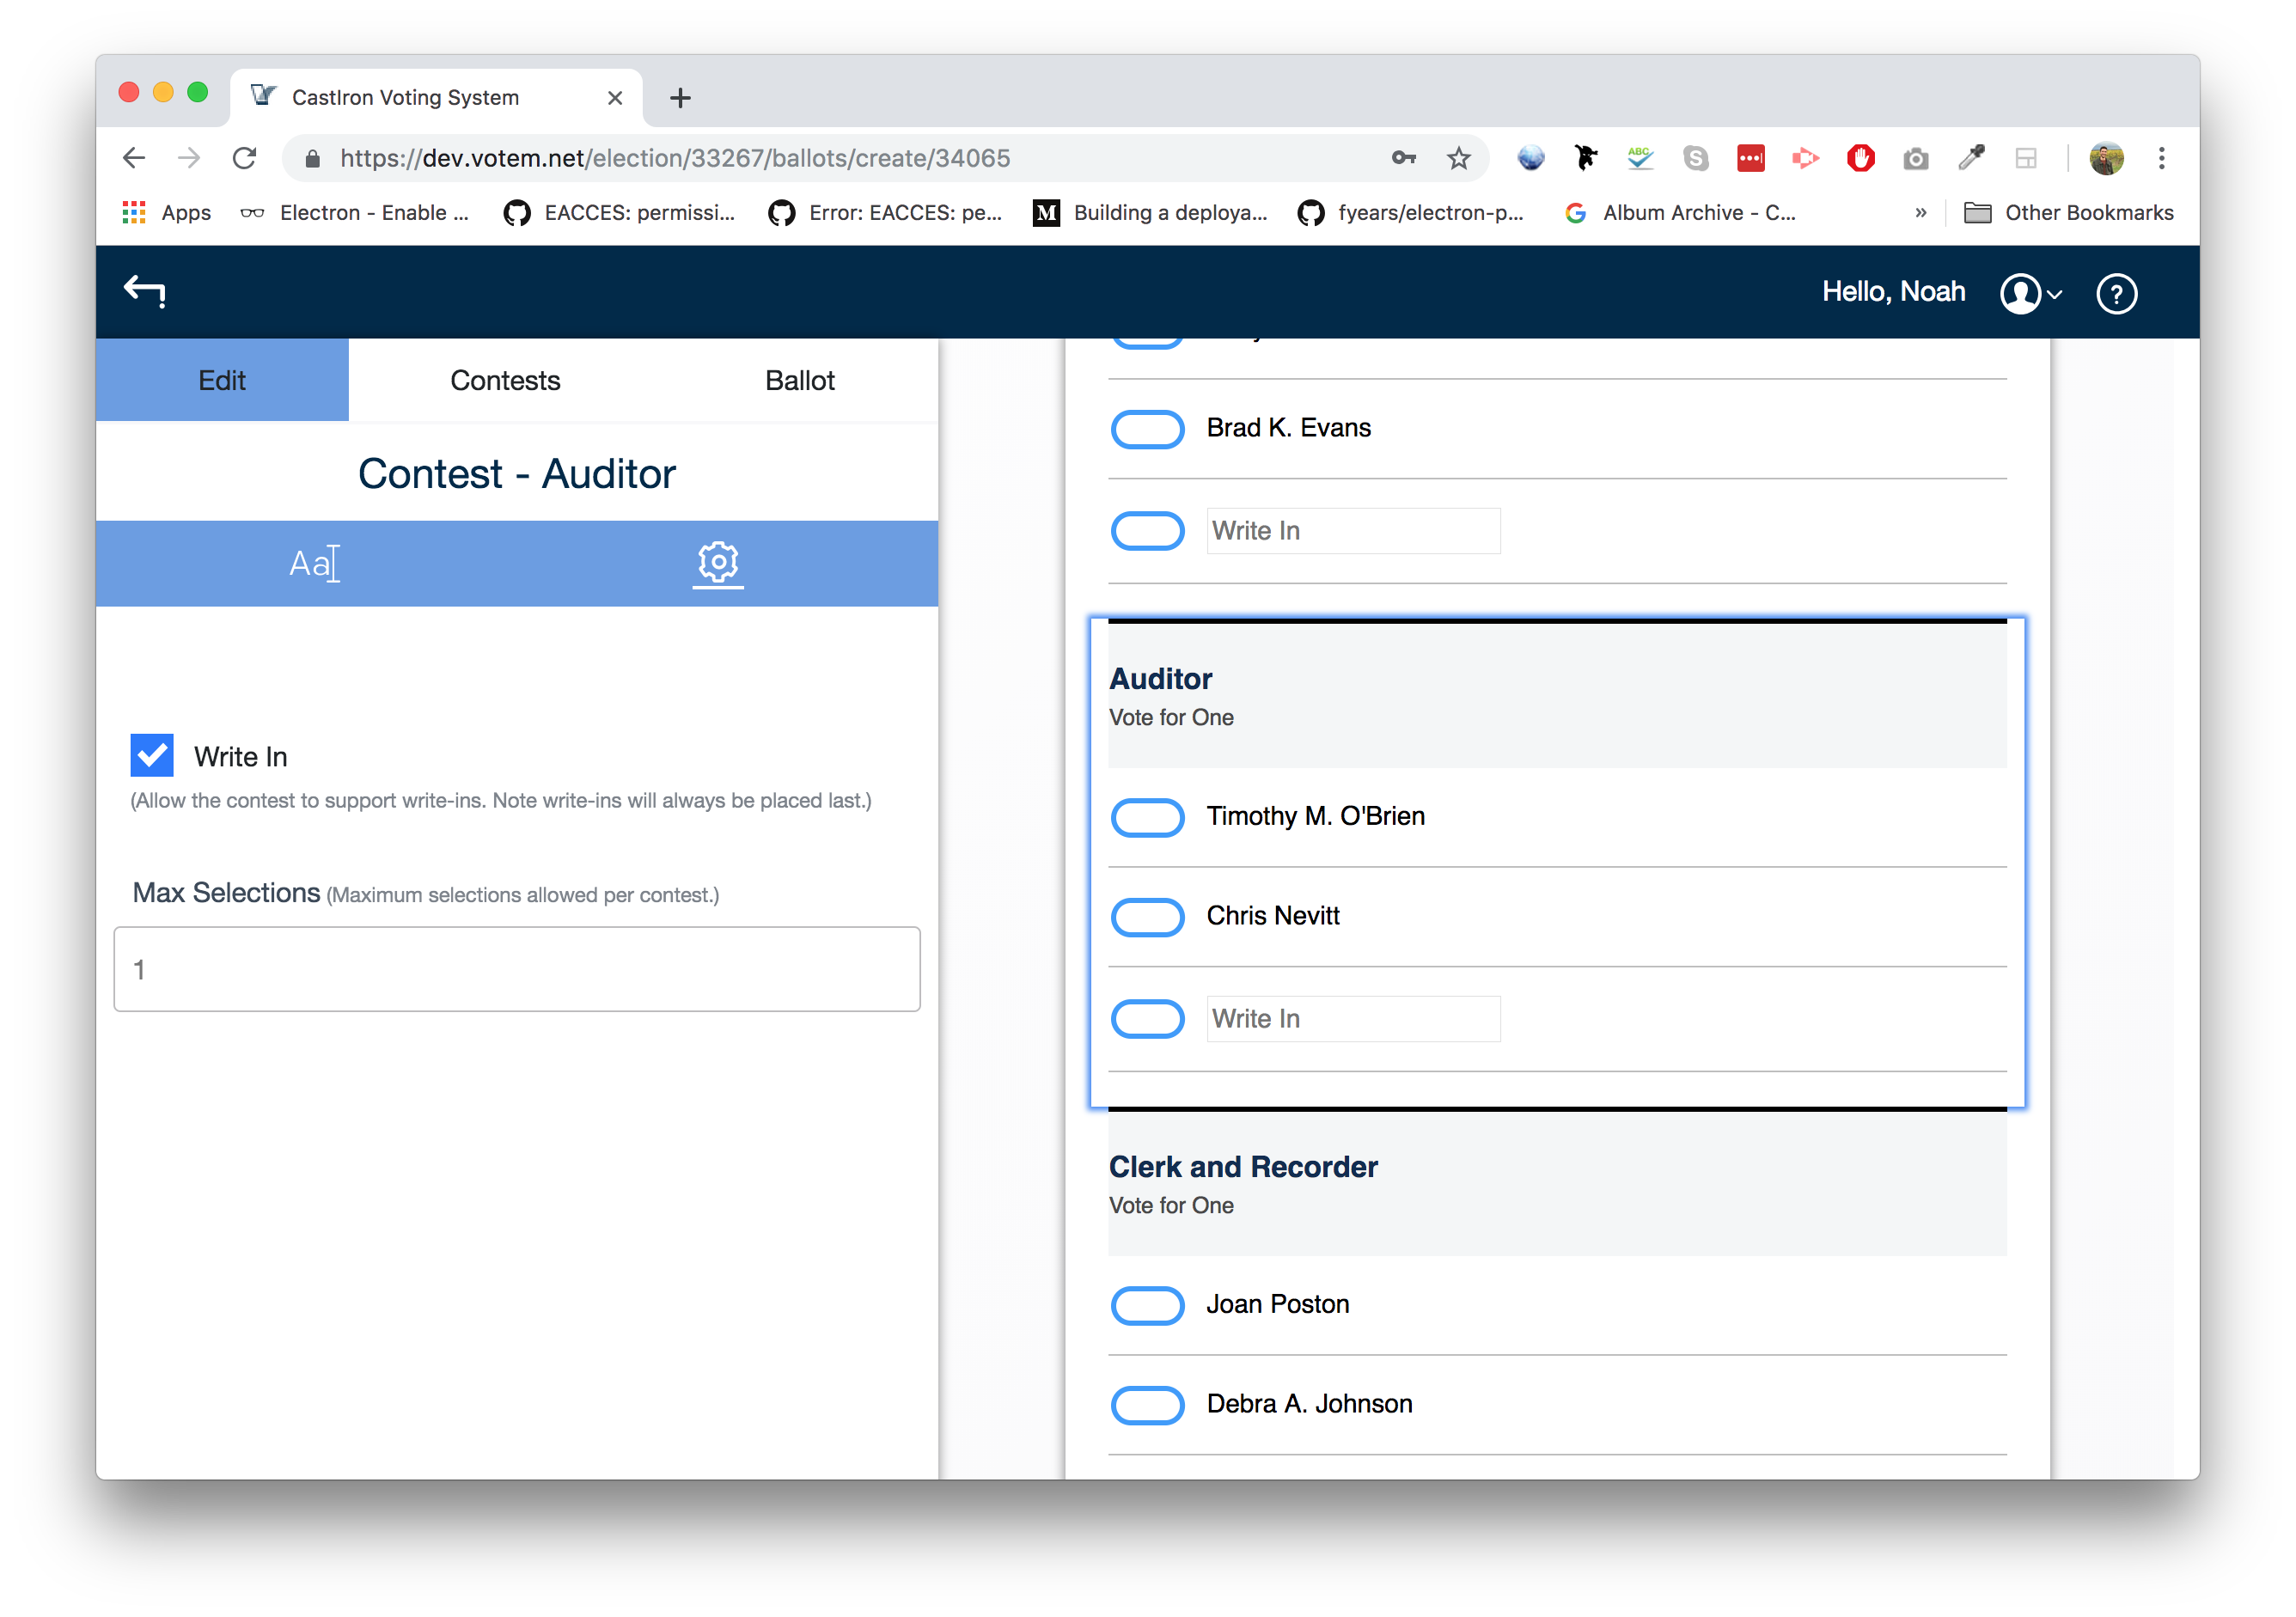 CastIron Voting System
https://dev.votem.net/election/33267/ballots/create/34065
ABC
Apps
Electron - Enable ...
EACCES: permissi...
Error: EACCES: pe...
M Building a deploya...
fyears/electron-p...
G Album Archive - C...
»
Other Bookmarks
Hello, Noah
?
Edit
Contests
Ballot
Contest - Auditor
Aa
Write In
(Allow the contest to support write-ins. Note write-ins will always be placed last.)
Max Selections (Maximum selections allowed per contest.)
1
Brad K. Evans
Write In
Auditor
Vote for One
Timothy M. O'Brien
Chris Nevitt
Write In
Clerk and Recorder
Vote for One
Joan Poston
Debra A. Johnson